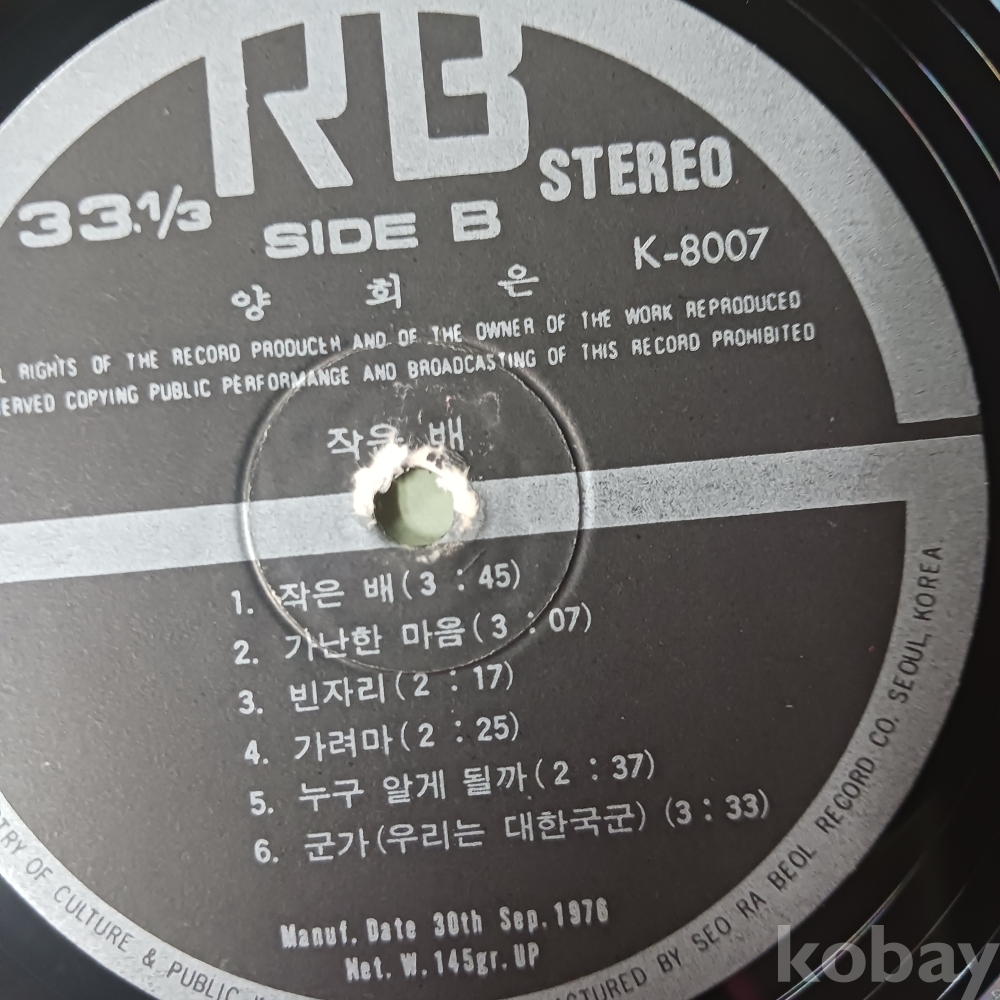 RB
STEREO
33.1/3
SIDE B
K-8007
양 희 은
RIGHTS OF THE RECORD PRODUCER AND OF THE OWNER OF THE WORK REPRODUCED
COPYING PUBLIC PERFORMANCE AND BROADCASTING OF THIS RECORD PROHIBITED
작은 배
1. 작은 배(3 : 45)
2. 가난한 마음(3 : 07)
3. 빈자리(2 : 17)
4. 가려마(2 : 25)
5. 누구 알게 될까(2 : 37)
6. 군가(우리는 대한국군) (3 : 33)
Manuf. Date 30th Sep. 1976
Net. W. 145gr. UP
OF CULTURE & PUBLIC
BY SEO RA BEOL RECORD CO. SEOUL, KOREA
kobay